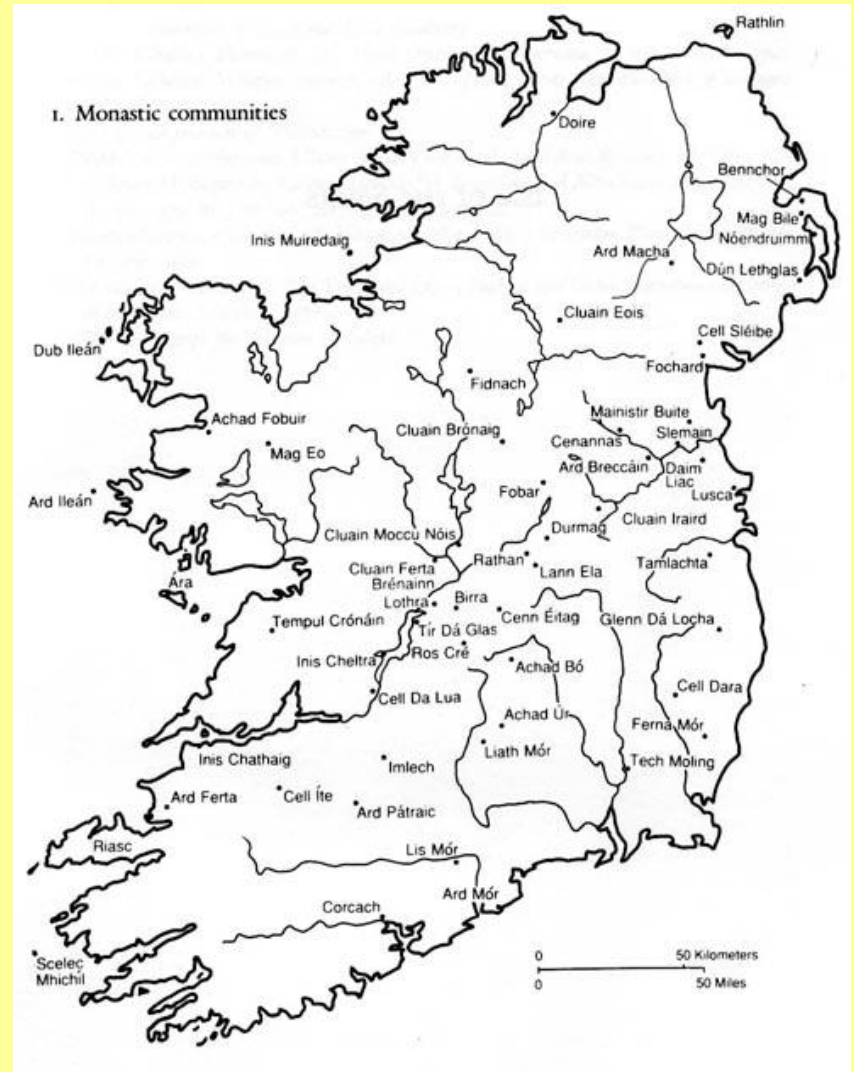 Rathlin
1. Monastic communities
Doire
Bennchor
Mag Bile
Nóendruimm
Inis Muiredaig
Ard Macha
Dún Lethglas
Cluain Eois
Cell Sléibe
Dub Ileán
Fochard
Fidnach
Achad Fobuir
Mainistir Buite
Cluain Brónaig
Slemain
Cenannas
Mag Eo
Ard Breccáin
Daim
Liac
Ard Ileán
Fobar
Lusca
Cluain Iraird
Durmag
Cluain Moccu Nóis
Rathan
Tamlachta
Cluain Ferta
Brénainn
Lann Ela
Ára
Lothra
Birra
Cenn Éitag
Glenn Dá Locha
Tempul Crónáin
Tír Dá Glas
Ros Cré
Inis Cheltra
Achad Bó
Cell Dara
Cell Da Lua
Achad Úr
Ferna Mór
Liath Mór
Inis Chathaig
Imlech
Tech Moling
Ard Ferta
Cell Íte
Ard Pátraic
Riasc
Lis Mór
Ard Mór
Corcach
Scelec
Mhichíl
0 50 Kilometers
0 50 Miles